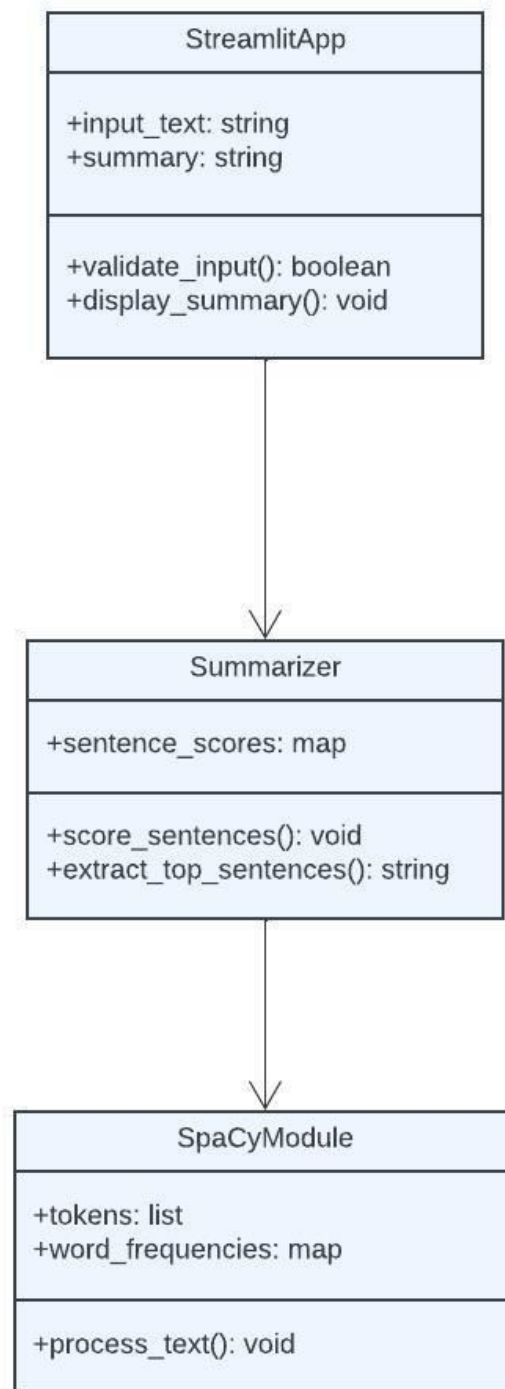 StreamlitApp
+input_text: string
+summary: string
+validate_input(): boolean
+display_summary(): void
Summarizer
+sentence_scores: map
+score_sentences(): void
+extract_top_sentences(): string
SpaCyModule
+tokens: list
+word_frequencies: map
+process_text(): void